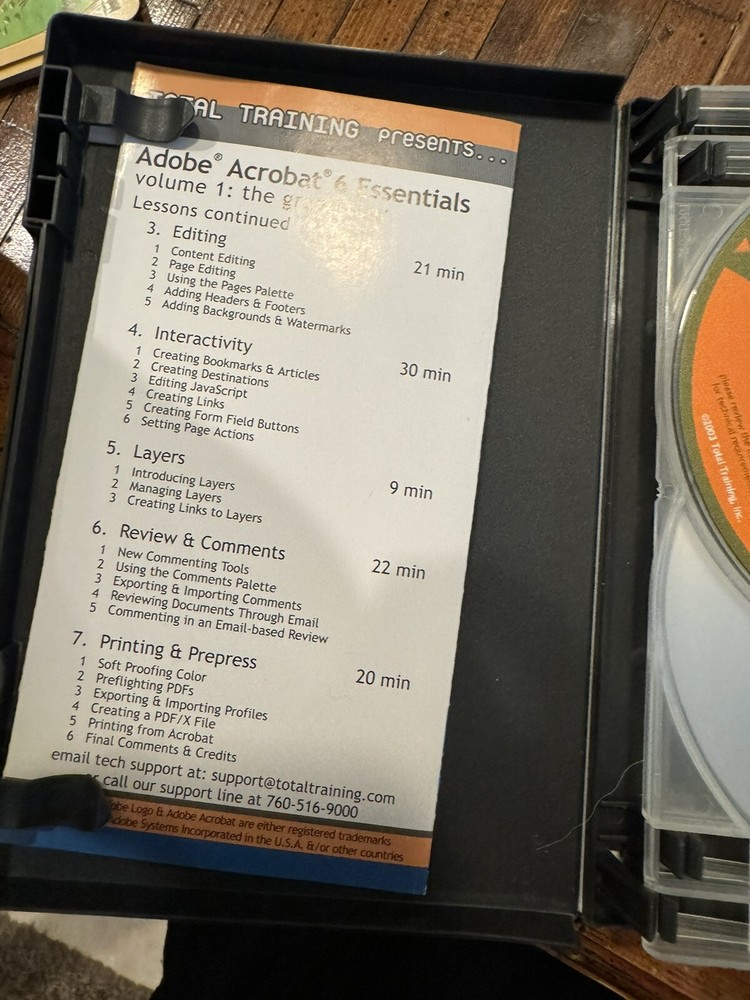 TOTAL TRAINING presents...
Adobe® Acrobat® 6 Essentials
volume 1: the
Lessons continued
3. Editing 21 min
1 Content Editing
2 Page Editing
3 Using the Pages Palette
4 Adding Headers & Footers
5 Adding Backgrounds & Watermarks
4. Interactivity 30 min
1 Creating Bookmarks & Articles
2 Creating Destinations
3 Editing JavaScript
4 Creating Links
5 Creating Form Field Buttons
6 Setting Page Actions
5. Layers 9 min
1 Introducing Layers
2 Managing Layers
3 Creating Links to Layers
6. Review & Comments 22 min
1 New Commenting Tools
2 Using the Comments Palette
3 Exporting & Importing Comments
4 Reviewing Documents Through Email
5 Commenting in an Email-based Review
7. Printing & Prepress 20 min
1 Soft Proofing Color
2 Preflighting PDFs
3 Exporting & Importing Profiles
4 Creating a PDF/X File
5 Printing from Acrobat
6 Final Comments & Credits
email tech support at: support@totaltraining.com
or call our support line at 760-516-9000
Adobe Logo & Adobe Acrobat are either registered trademarks
Adobe Systems Incorporated in the U.S.A. &/or other countries
Please review the
for technical
©2003 Total Training, Inc.